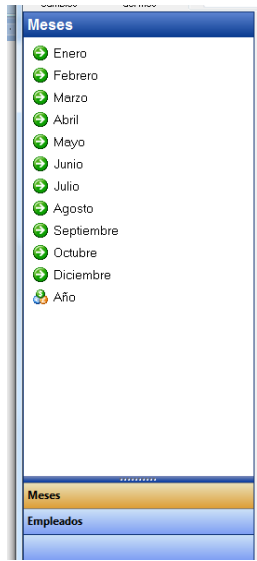 Meses
Enero
Febrero
Marzo
Abril
Mayo
Junio
Julio
Agosto
Septiembre
Octubre
Diciembre
Año
Meses
Empleados